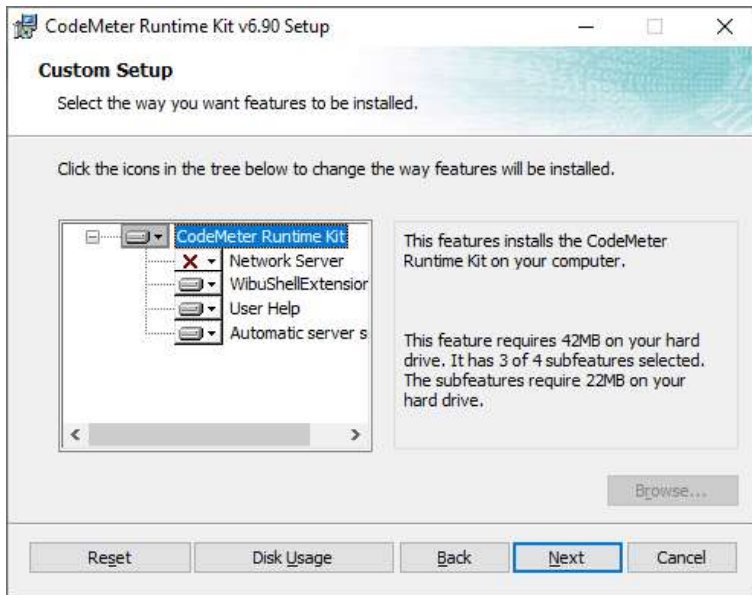 CodeMeter Runtime Kit v6.90 Setup
Custom Setup
Select the way you want features to be installed.
Click the icons in the tree below to change the way features will be installed.
CodeMeter Runtime Kit
Network Server
WibuShellExtension
User Help
Automatic server s
This features installs the CodeMeter
Runtime Kit on your computer.
This feature requires 42MB on your hard
drive. It has 3 of 4 subfeatures selected.
The subfeatures require 22MB on your
hard drive.
Browse...
Reset
Disk Usage
Back
Next
Cancel